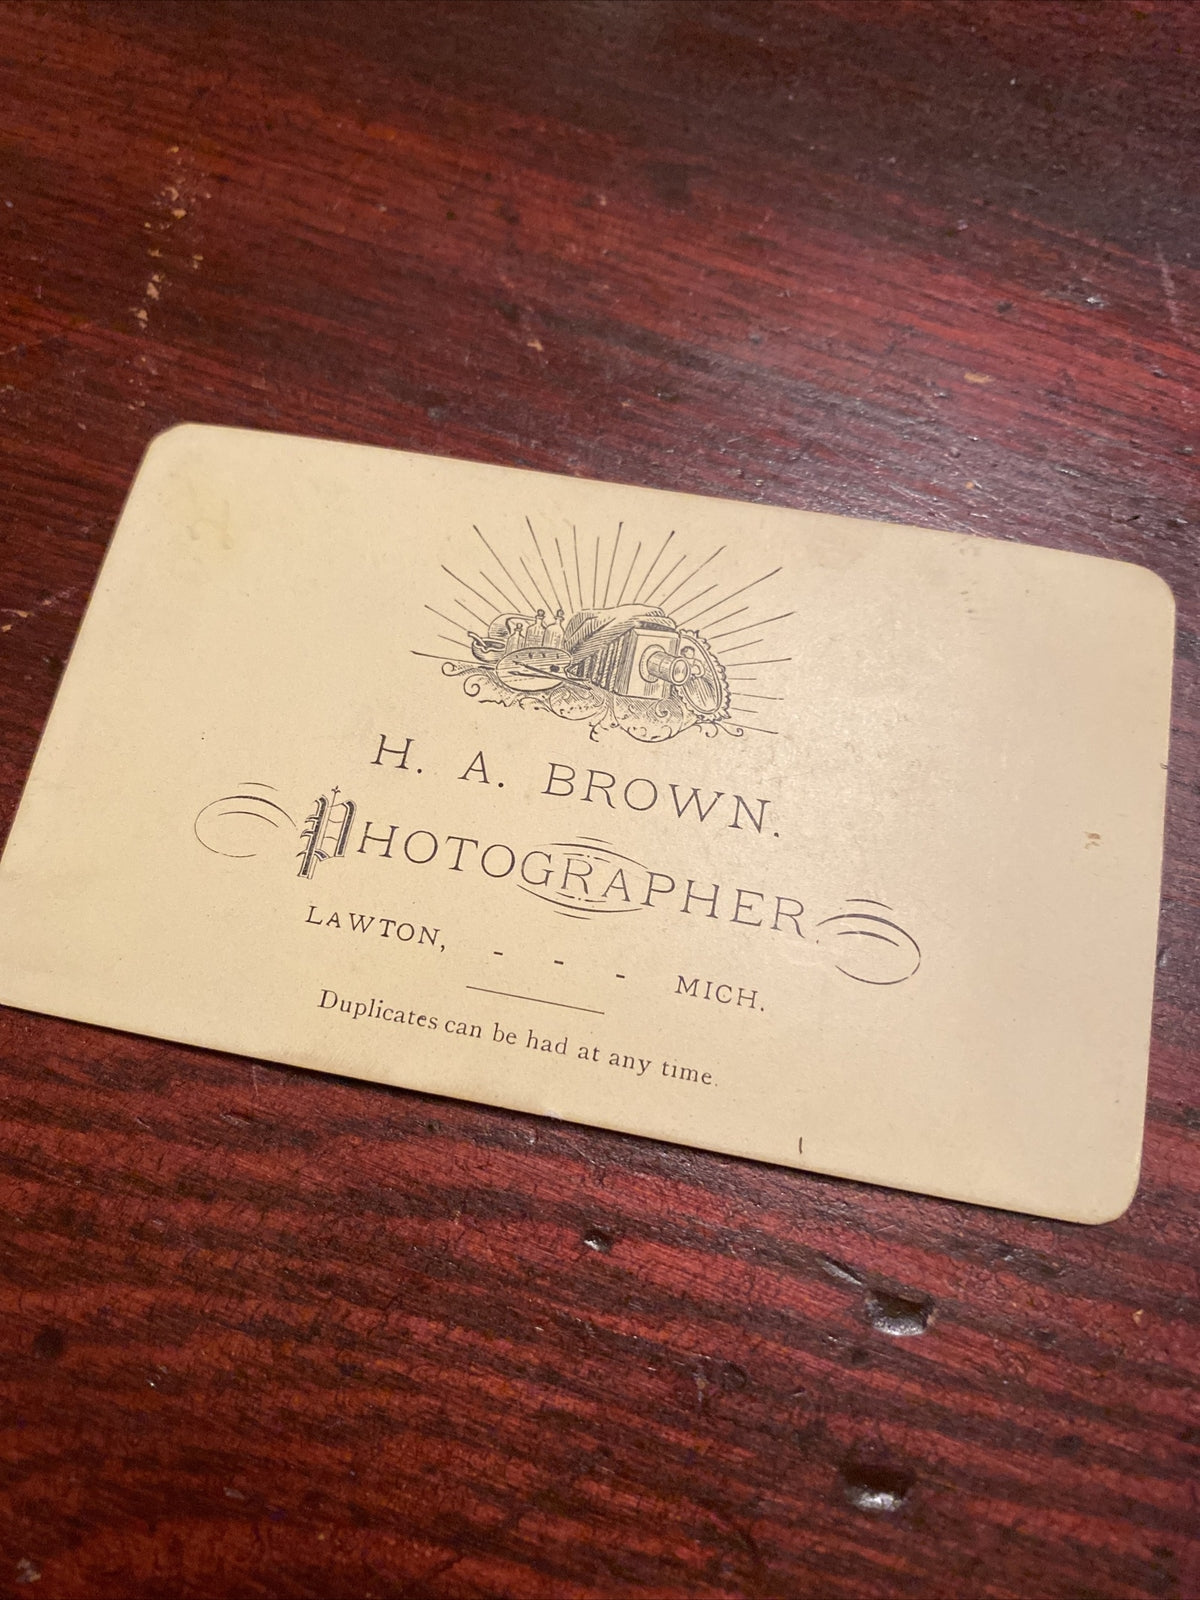 H. A. BROWN.
PHOTOGRAPHER.
LAWTON, - - - MICH.
Duplicates can be had at any time.